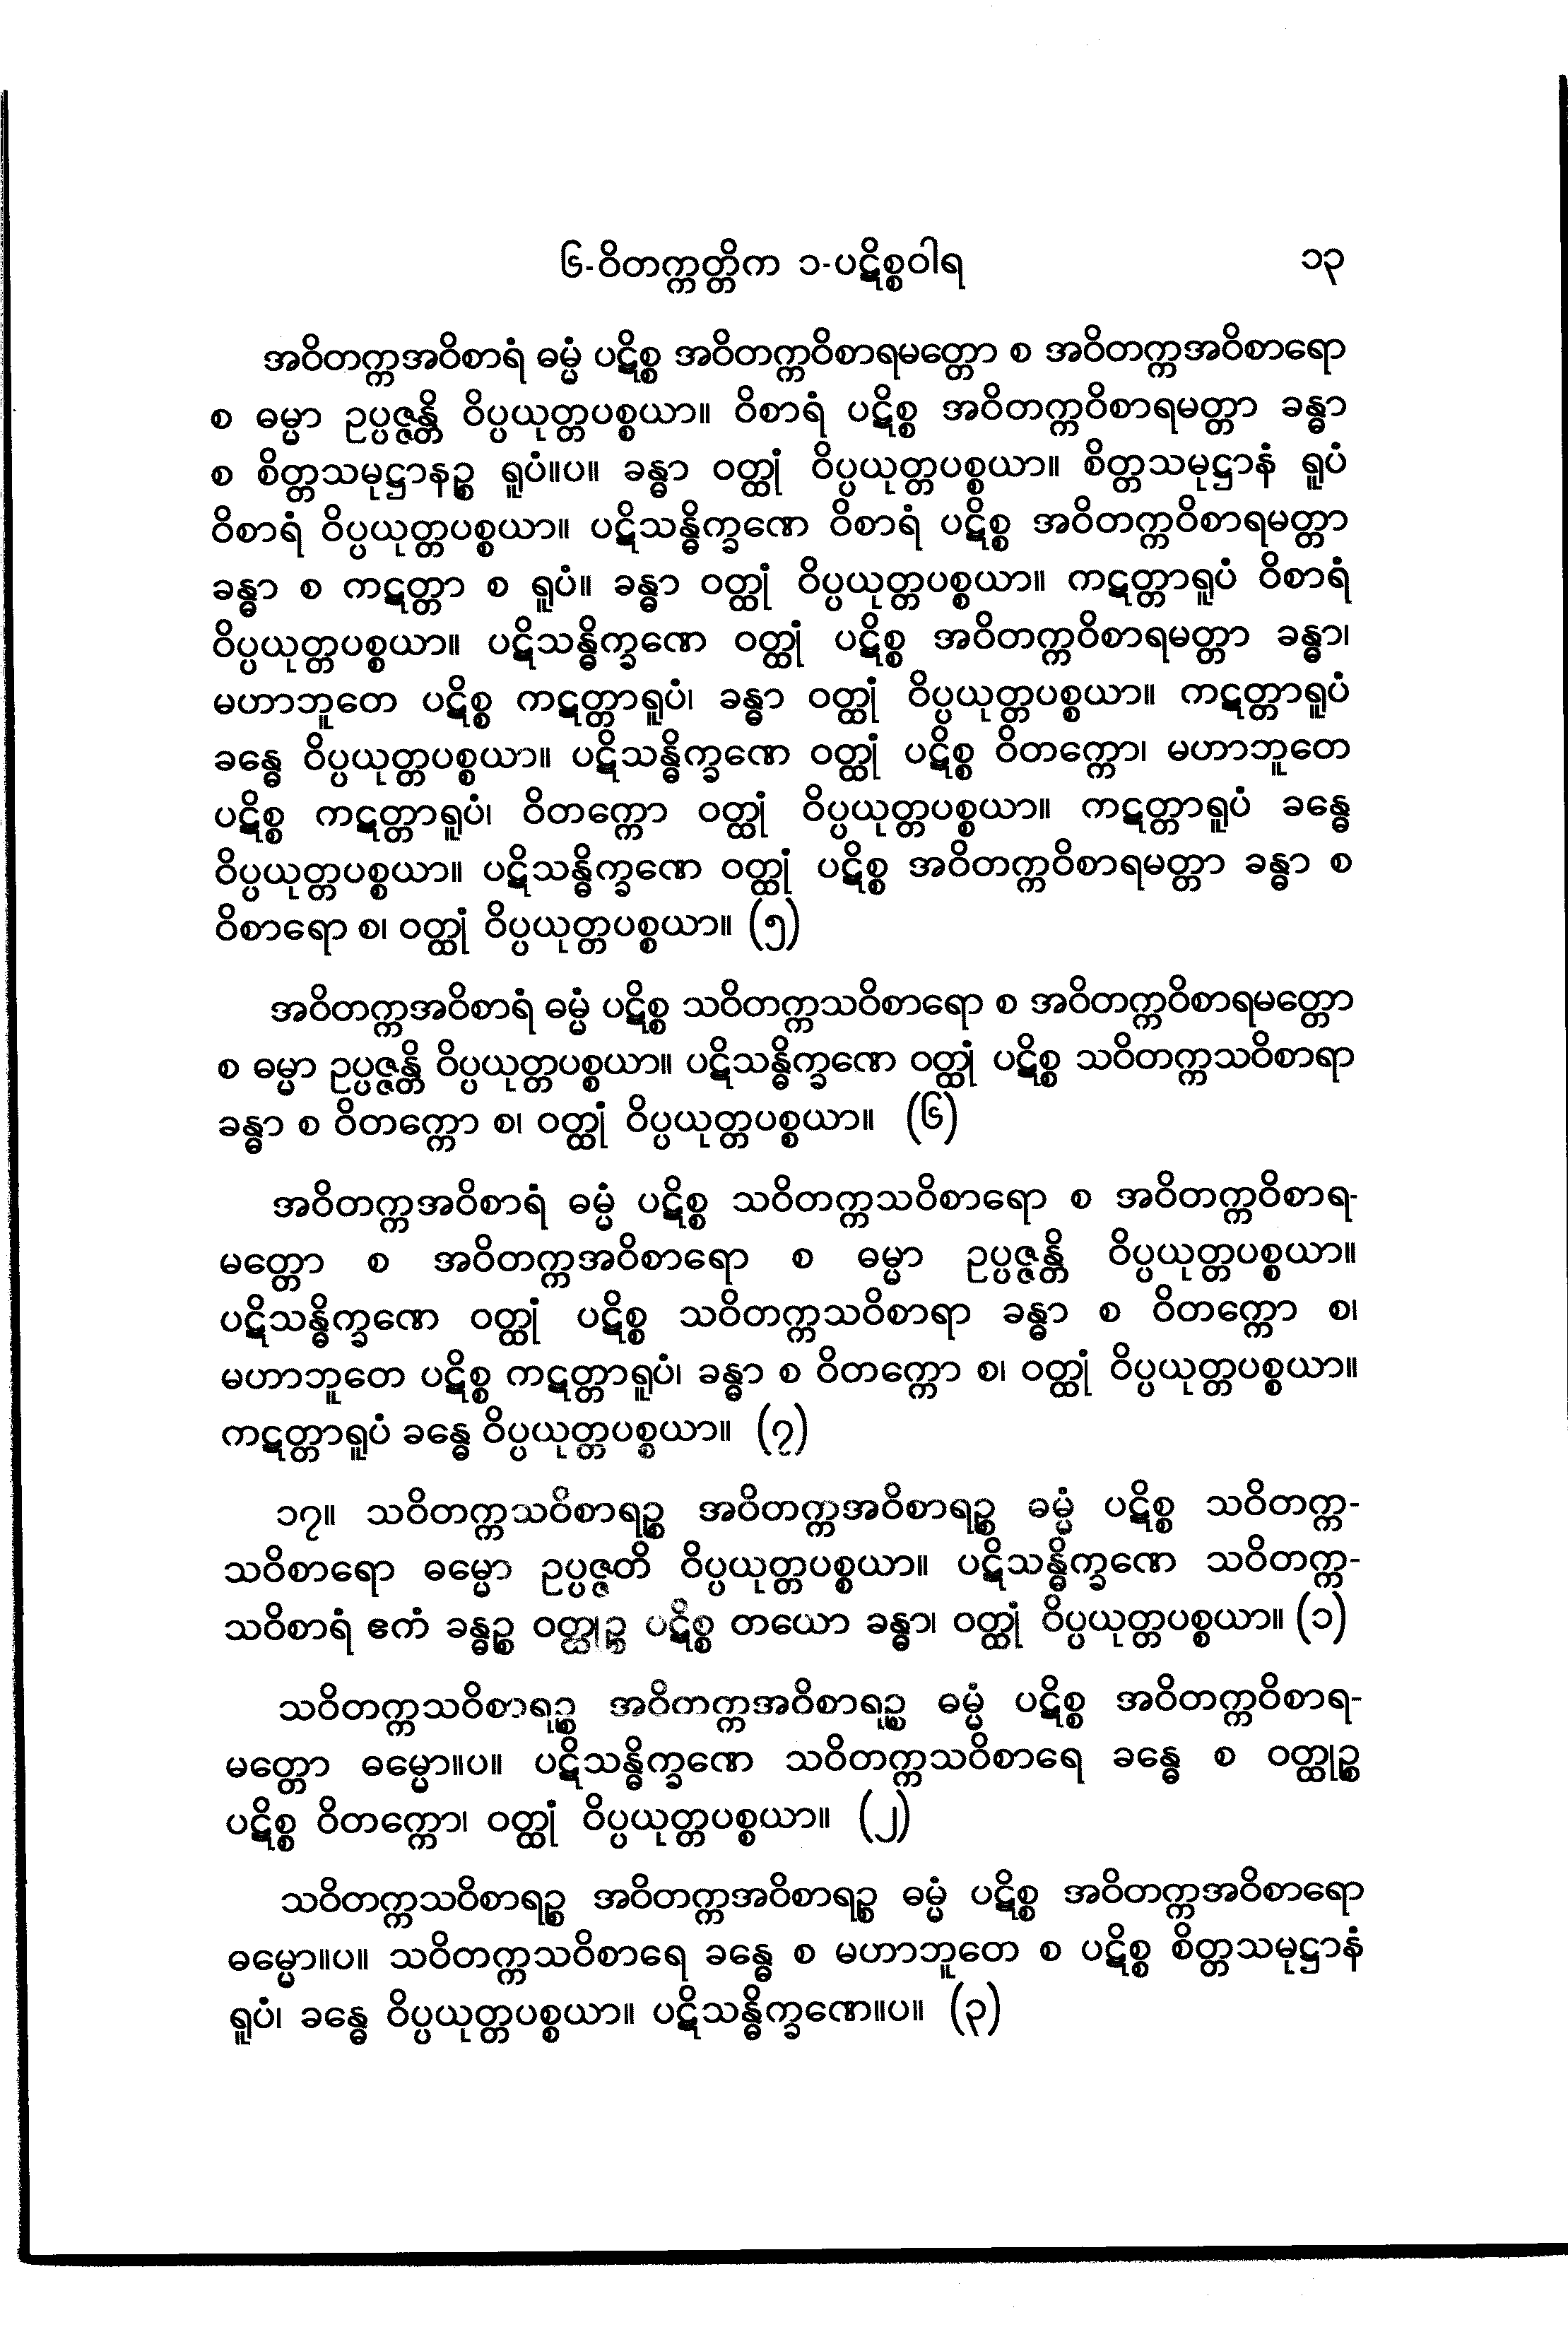 ၆-ဝိတက္ကတ္တိက ၁-ပဋိစ္စဝါရ ၁၃
အဝိတက္ကအဝိစာရံ ဓမ္မံ ပဋိစ္စ အဝိတက္ကဝိစာရမတ္တော စ အဝိတက္ကအဝိစာရော
စ ဓမ္မာ ဥပ္ပဇ္ဇန္တိ ဝိပ္ပယုတ္တပစ္စယာ။ ဝိစာရံ ပဋိစ္စ အဝိတက္ကဝိစာရမတ္တာ ခန္ဓာ
စ စိတ္တသမုဋ္ဌာနဉ္စ ရူပံ။ပ။ ခန္ဓာ ဝတ္ထုံ ဝိပ္ပယုတ္တပစ္စယာ။ စိတ္တသမုဋ္ဌာနံ ရူပံ
ဝိစာရံ ဝိပ္ပယုတ္တပစ္စယာ။ ပဋိသန္ဓိက္ခဏေ ဝိစာရံ ပဋိစ္စ အဝိတက္ကဝိစာရမတ္တာ
ခန္ဓာ စ ကဋတ္တာ စ ရူပံ။ ခန္ဓာ ဝတ္ထုံ ဝိပ္ပယုတ္တပစ္စယာ။ ကဋတ္တာရူပံ ဝိစာရံ
ဝိပ္ပယုတ္တပစ္စယာ။ ပဋိသန္ဓိက္ခဏေ ဝတ္ထုံ ပဋိစ္စ အဝိတက္ကဝိစာရမတ္တာ ခန္ဓာ၊
မဟာဘူတေ ပဋိစ္စ ကဋတ္တာရူပံ၊ ခန္ဓာ ဝတ္ထုံ ဝိပ္ပယုတ္တပစ္စယာ။ ကဋတ္တာရူပံ
ခန္ဓေ ဝိပ္ပယုတ္တပစ္စယာ။ ပဋိသန္ဓိက္ခဏေ ဝတ္ထုံ ပဋိစ္စ ဝိတက္ကော၊ မဟာဘူတေ
ပဋိစ္စ ကဋတ္တာရူပံ၊ ဝိတက္ကော ဝတ္ထုံ ဝိပ္ပယုတ္တပစ္စယာ။ ကဋတ္တာရူပံ ခန္ဓေ
ဝိပ္ပယုတ္တပစ္စယာ။ ပဋိသန္ဓိက္ခဏေ ဝတ္ထုံ ပဋိစ္စ အဝိတက္ကဝိစာရမတ္တာ ခန္ဓာ စ
ဝိစာရော စ၊ ဝတ္ထုံ ဝိပ္ပယုတ္တပစ္စယာ။ (၅)
အဝိတက္ကအဝိစာရံ ဓမ္မံ ပဋိစ္စ သဝိတက္ကသဝိစာရော စ အဝိတက္ကဝိစာရမတ္တော
စ ဓမ္မာ ဥပ္ပဇ္ဇန္တိ ဝိပ္ပယုတ္တပစ္စယာ။ ပဋိသန္ဓိက္ခဏေ ဝတ္ထုံ ပဋိစ္စ သဝိတက္ကသဝိစာရာ
ခန္ဓာ စ ဝိတက္ကော စ၊ ဝတ္ထုံ ဝိပ္ပယုတ္တပစ္စယာ။ (၆)
အဝိတက္ကအဝိစာရံ ဓမ္မံ ပဋိစ္စ သဝိတက္ကသဝိစာရော စ အဝိတက္ကဝိစာရ-
မတ္တော စ အဝိတက္ကအဝိစာရော စ ဓမ္မာ ဥပ္ပဇ္ဇန္တိ ဝိပ္ပယုတ္တပစ္စယာ။
ပဋိသန္ဓိက္ခဏေ ဝတ္ထုံ ပဋိစ္စ သဝိတက္ကသဝိစာရာ ခန္ဓာ စ ဝိတက္ကော စ၊
မဟာဘူတေ ပဋိစ္စ ကဋတ္တာရူပံ၊ ခန္ဓာ စ ဝိတက္ကော စ၊ ဝတ္ထုံ ဝိပ္ပယုတ္တပစ္စယာ။
ကဋတ္တာရူပံ ခန္ဓေ ဝိပ္ပယုတ္တပစ္စယာ။ (၇)
၁၇။ သဝိတက္ကသဝိစာရဉ္စ အဝိတက္ကအဝိစာရဉ္စ ဓမ္မံ ပဋိစ္စ သဝိတက္က-
သဝိစာရော ဓမ္မော ဥပ္ပဇ္ဇတိ ဝိပ္ပယုတ္တပစ္စယာ။ ပဋိသန္ဓိက္ခဏေ သဝိတက္က-
သဝိစာရံ ဧကံ ခန္ဓဉ္စ ဝတ္ထုဉ္စ ပဋိစ္စ တယော ခန္ဓာ၊ ဝတ္ထုံ ဝိပ္ပယုတ္တပစ္စယာ။ (၁)
သဝိတက္ကသဝိစာရဉ္စ အဝိတက္ကအဝိစာရဉ္စ ဓမ္မံ ပဋိစ္စ အဝိတက္ကဝိစာရ-
မတ္တော ဓမ္မော။ပ။ ပဋိသန္ဓိက္ခဏေ သဝိတက္ကသဝိစာရေ ခန္ဓေ စ ဝတ္ထုဉ္စ
ပဋိစ္စ ဝိတက္ကော၊ ဝတ္ထုံ ဝိပ္ပယုတ္တပစ္စယာ။ (၂)
သဝိတက္ကသဝိစာရဉ္စ အဝိတက္ကအဝိစာရဉ္စ ဓမ္မံ ပဋိစ္စ အဝိတက္ကအဝိစာရော
ဓမ္မော။ပ။ သဝိတက္ကသဝိစာရေ ခန္ဓေ စ မဟာဘူတေ စ ပဋိစ္စ စိတ္တသမုဋ္ဌာနံ
ရူပံ၊ ခန္ဓေ ဝိပ္ပယုတ္တပစ္စယာ။ ပဋိသန္ဓိက္ခဏေ။ပ။ (၃)